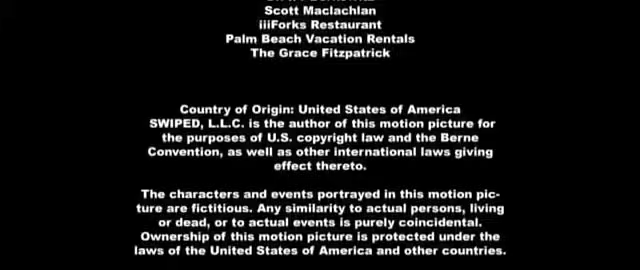 Scott Maclachlan
iiiForks Restaurant
Palm Beach Vacation Rentals
The Grace Fitzpatrick
Country of Origin: United States of America
SWIPED, L.L.C. is the author of this motion picture for
the purposes of U.S. copyright law and the Berne
Convention, as well as other international laws giving
effect thereto.
The characters and events portrayed in this motion pic-
ture are fictitious. Any similarity to actual persons, living
or dead, or to actual events is purely coincidental.
Ownership of this motion picture is protected under the
laws of the United States of America and other countries.